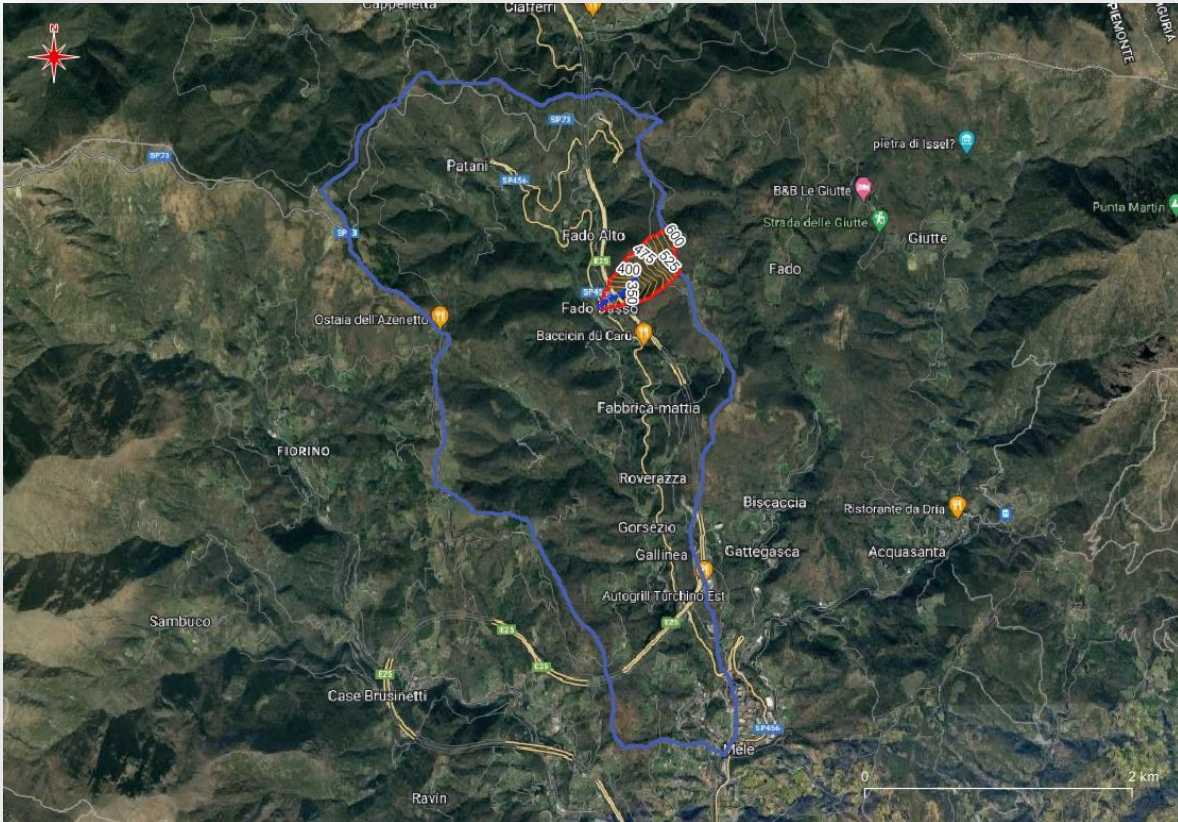 Cappelletta
Ciafferri
PIEMONTE
LIGURIA
N
SP73
SP73
pietra di Issel?
Patani
SP456
B&B Le Giutte
Strada delle Giutte
Punta Martin
Fado Alto
Giutte
600
475
525
E25
400
350
Fado
Fado Basso
Ostaia dell'Azenetto
Baccicin dü Caru
Fabbrica-mattia
FIORINO
Roverazza
Biscaccia
Ristorante da Dria
Gorsezio
Gallinea
Gattegasca
Acquasanta
Autogrill Turchino Est
Sambuco
E25
E25
E25
E25
Case Brusinetti
SP456
Mele
0
2 km
Ravin